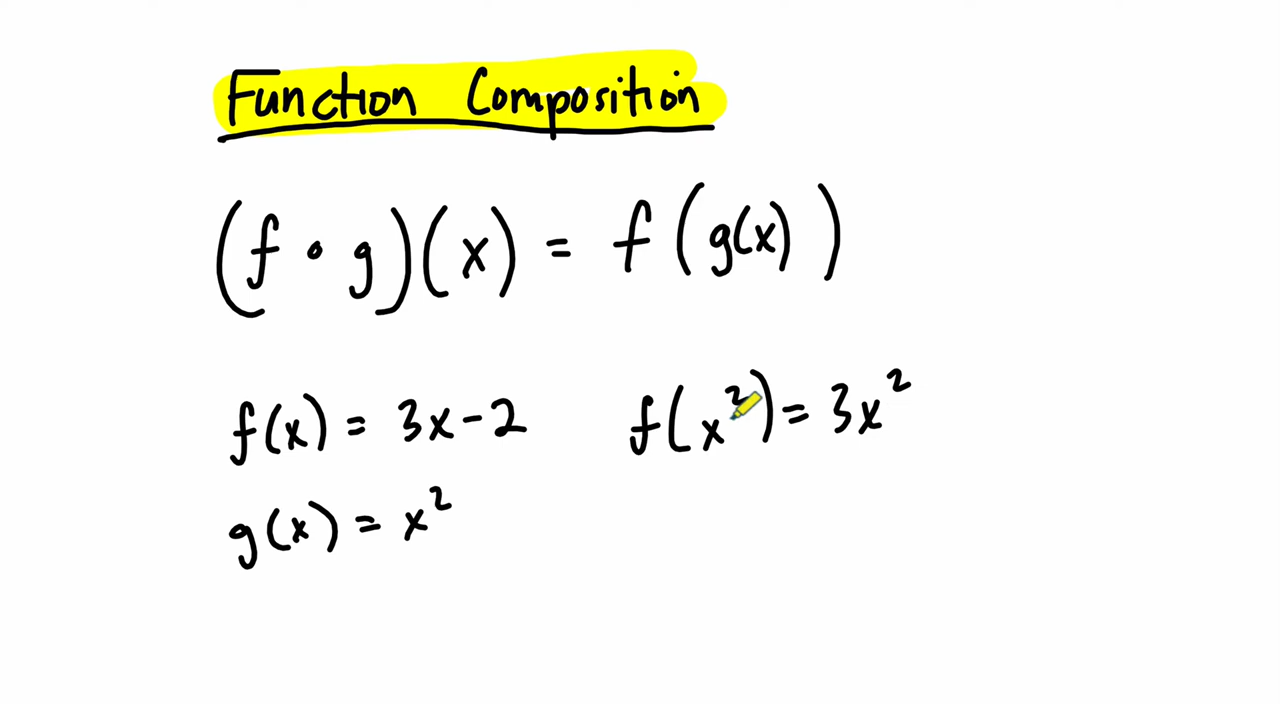 Function Composition
(f ∘ g)(x) = f(g(x))
f(x) = 3x-2
f(x²) = 3x²
g(x) = x²